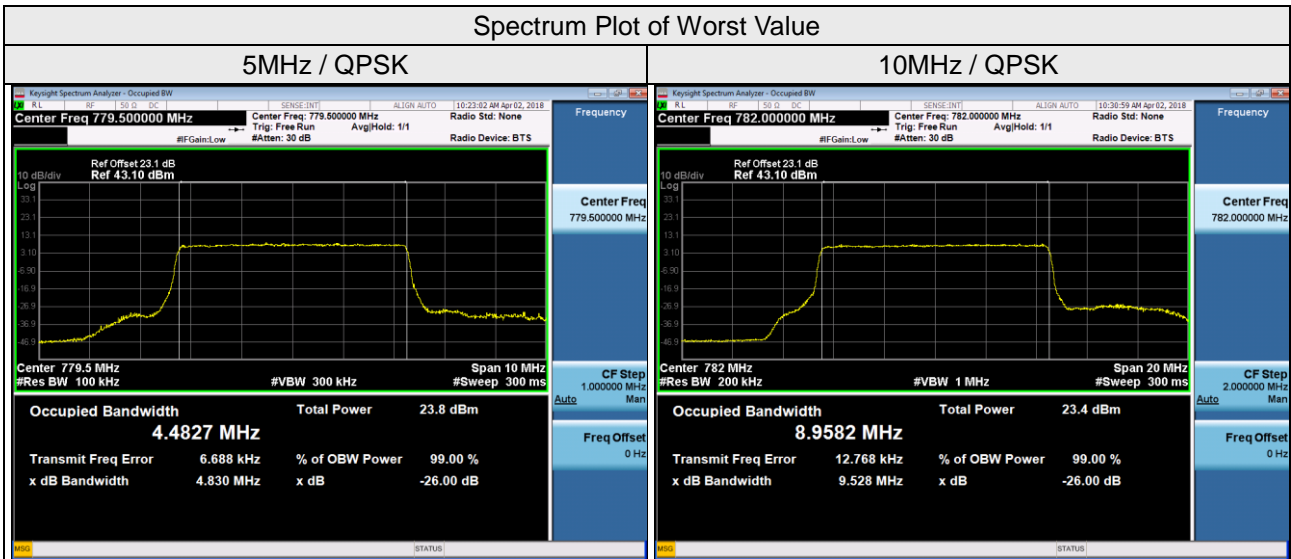 Spectrum Plot of Worst Value
5MHz / QPSK
10MHz / QPSK
Keysight Spectrum Analyzer - Occupied BW
RL RF 50 Ω DC SENSE:INT ALIGN AUTO 10:23:02 AM Apr 02, 2018
Center Freq 779.500000 MHz
Center Freq: 779.500000 MHz
Radio Std: None
Trig: Free Run Avg|Hold: 1/1
#IFGain:Low #Atten: 30 dB Radio Device: BTS
Ref Offset 23.1 dB
10 dB/div Ref 43.10 dBm
Log
33.1
23.1
13.1
3.10
-6.90
-16.9
-26.9
-36.9
-46.9
Center 779.5 MHz Span 10 MHz
#Res BW 100 kHz #VBW 300 kHz #Sweep 300 ms
Occupied Bandwidth Total Power 23.8 dBm
4.4827 MHz
Transmit Freq Error 6.688 kHz % of OBW Power 99.00 %
x dB Bandwidth 4.830 MHz x dB -26.00 dB
MSG STATUS
Frequency
Center Freq
779.500000 MHz
CF Step
1.000000 MHz
Auto Man
Freq Offset
0 Hz
Keysight Spectrum Analyzer - Occupied BW
RL RF 50 Ω DC SENSE:INT ALIGN AUTO 10:30:59 AM Apr 02, 2018
Center Freq 782.000000 MHz
Center Freq: 782.000000 MHz
Radio Std: None
Trig: Free Run Avg|Hold: 1/1
#IFGain:Low #Atten: 30 dB Radio Device: BTS
Ref Offset 23.1 dB
10 dB/div Ref 43.10 dBm
Log
33.1
23.1
13.1
3.10
-6.90
-16.9
-26.9
-36.9
-46.9
Center 782 MHz Span 20 MHz
#Res BW 200 kHz #VBW 1 MHz #Sweep 300 ms
Occupied Bandwidth Total Power 23.4 dBm
8.9582 MHz
Transmit Freq Error 12.768 kHz % of OBW Power 99.00 %
x dB Bandwidth 9.528 MHz x dB -26.00 dB
MSG STATUS
Frequency
Center Freq
782.000000 MHz
CF Step
2.000000 MHz
Auto Man
Freq Offset
0 Hz